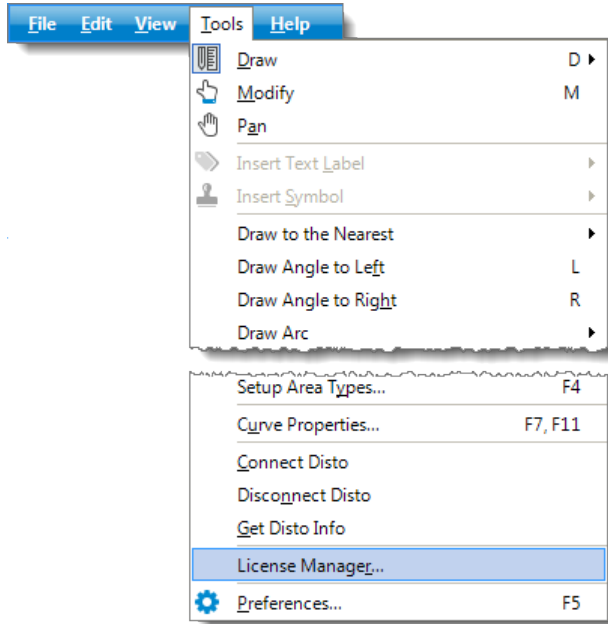 File Edit View Tools Help
Draw D
Modify M
Pan
Insert Text Label
Insert Symbol
Draw to the Nearest
Draw Angle to Left L
Draw Angle to Right R
Draw Arc
Setup Area Types... F4
Curve Properties... F7, F11
Connect Disto
Disconnect Disto
Get Disto Info
License Manager...
Preferences... F5